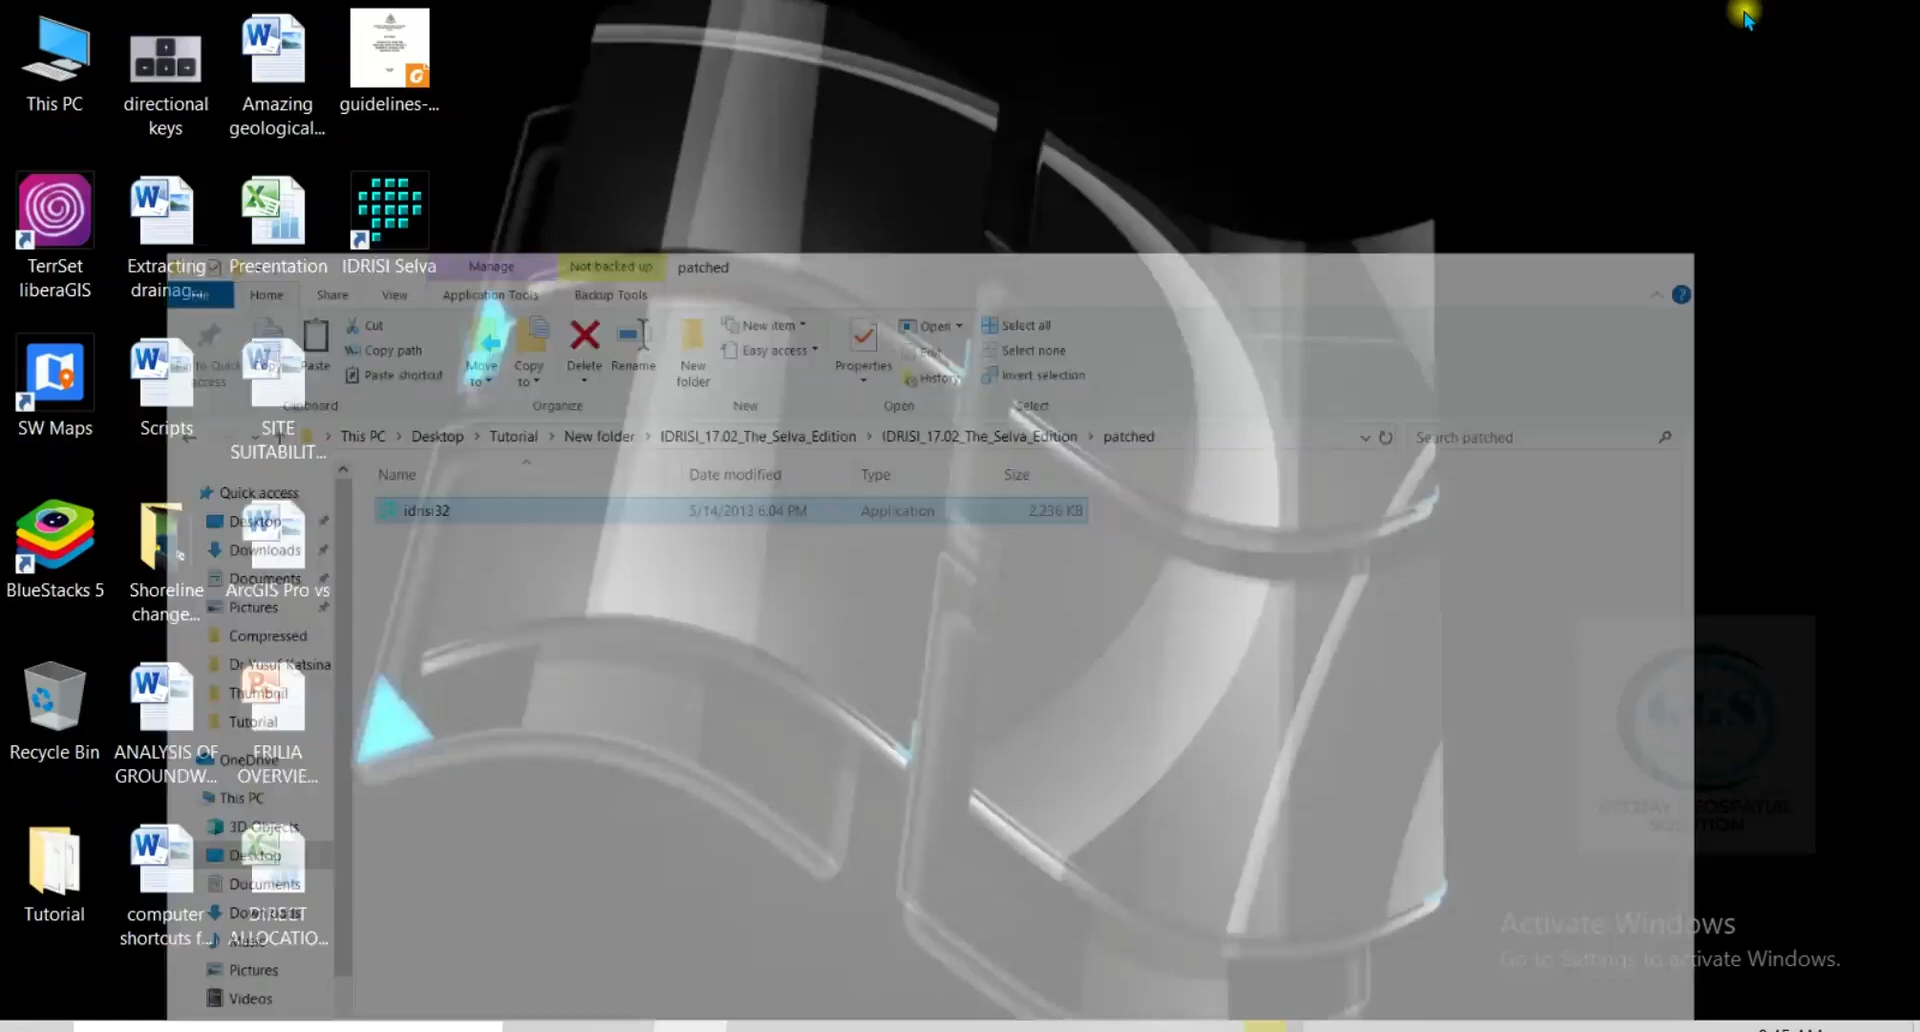 This PC
directional
keys
Amazing
geological...
guidelines-...
TerrSet
liberaGIS
Extracting
drainag...
Presentation
IDRISI Selva
SW Maps
Scripts
SITE
SUITABILIT...
BlueStacks 5
Shoreline
change...
ArcGIS Pro vs
Recycle Bin
ANALYSIS OF
GROUNDW...
FRILIA
OVERVIE...
Tutorial
computer
shortcuts f...
DIRECT
ALLOCATIO...
Manage
Not backed up
patched
File
Home
Share
View
Application Tools
Backup Tools
Pin to Quick
access
Copy
Paste
Cut
Copy path
Paste shortcut
Clipboard
Move
to
Copy
to
Delete
Rename
Organize
New
folder
New item
Easy access
New
Properties
Open
Edit
History
Open
Select all
Select none
Invert selection
Select
This PC > Desktop > Tutorial > New folder > IDRISI_17.02_The_Selva_Edition > IDRISI_17.02_The_Selva_Edition > patched
Search patched
Name
Date modified
Type
Size
idrisi32
5/14/2013 6:04 PM
Application
2,236 KB
Quick access
Desktop
Downloads
Documents
Pictures
Compressed
Dr Yusuf Katsina
Thumbnil
Tutorial
OneDrive
This PC
3D Objects
Desktop
Documents
Downloads
Music
Pictures
Videos
GEOSPATIAL
SOLUTION
Activate Windows
Go to Settings to activate Windows.